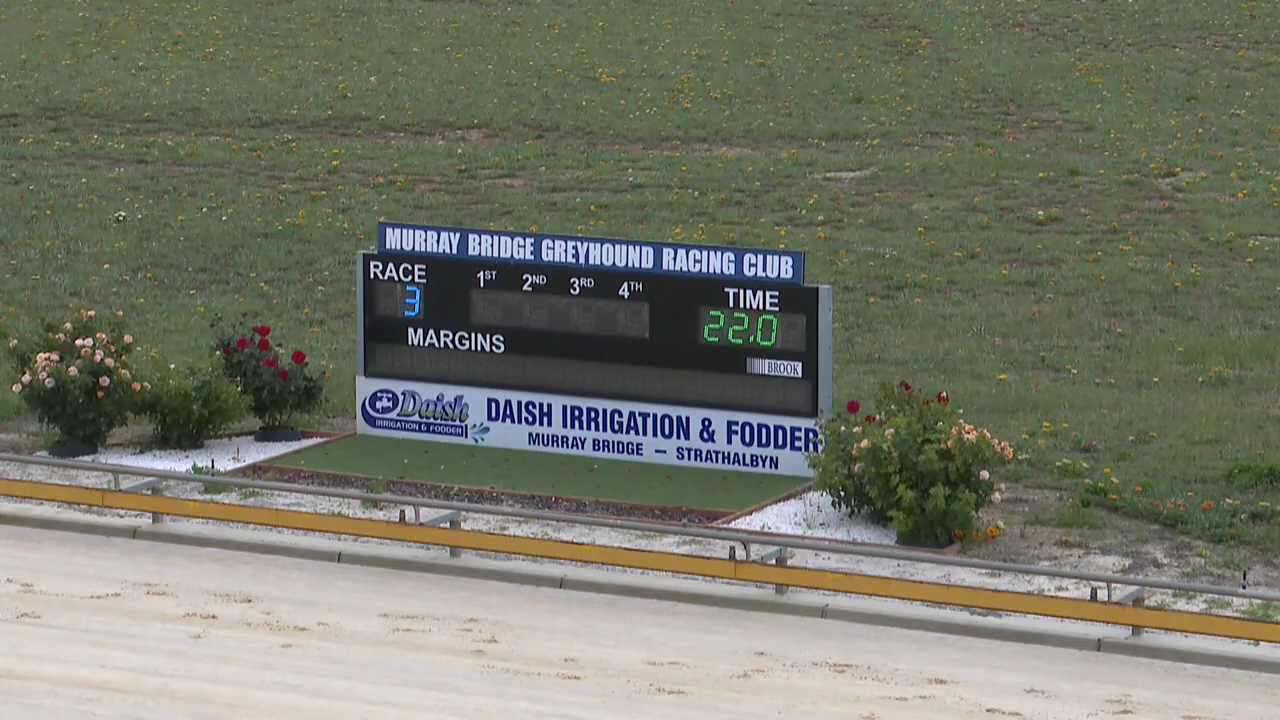 MURRAY BRIDGE GREYHOUND RACING CLUB
RACE 1ST 2ND 3RD 4TH TIME
3 22.0
MARGINS
BROOK
Daish
IRRIGATION & FODDER
DAISH IRRIGATION & FODDER
MURRAY BRIDGE – STRATHALBYN